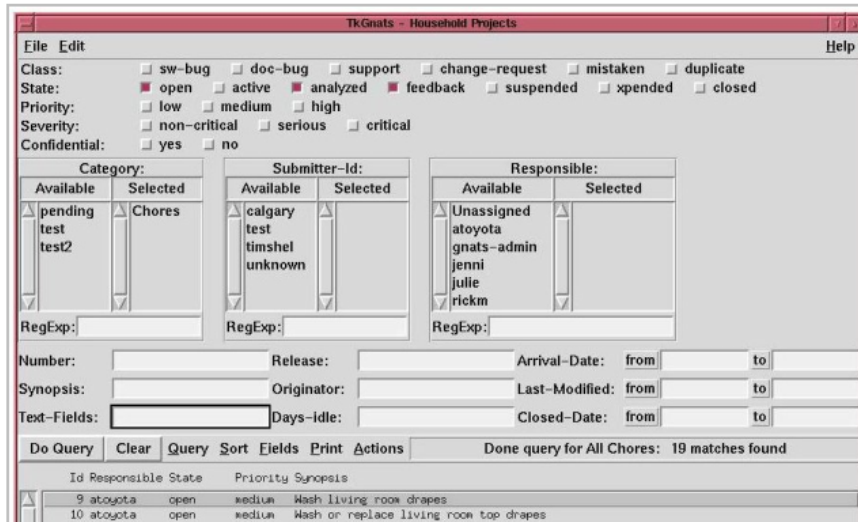 TkGnats - Household Projects
File Edit Help
Class: sw-bug doc-bug support change-request mistaken duplicate
State: open active analyzed feedback suspended xpended closed
Priority: low medium high
Severity: non-critical serious critical
Confidential: yes no
Category: Submitter-Id: Responsible:
Available Selected Available Selected Available Selected
pending Chores calgary Unassigned
test test atoyota
test2 timshel gnats-admin
unknown jenni
julie
rickm
RegExp: RegExp: RegExp:
Number: Release: Arrival-Date: from to
Synopsis: Originator: Last-Modified: from to
Text-Fields: Days-idle: Closed-Date: from to
Do Query Clear Query Sort Fields Print Actions Done query for All Chores: 19 matches found
Id Responsible State Priority Synopsis
9 atoyota open medium Wash living room drapes
10 atoyota open medium Wash or replace living room top drapes